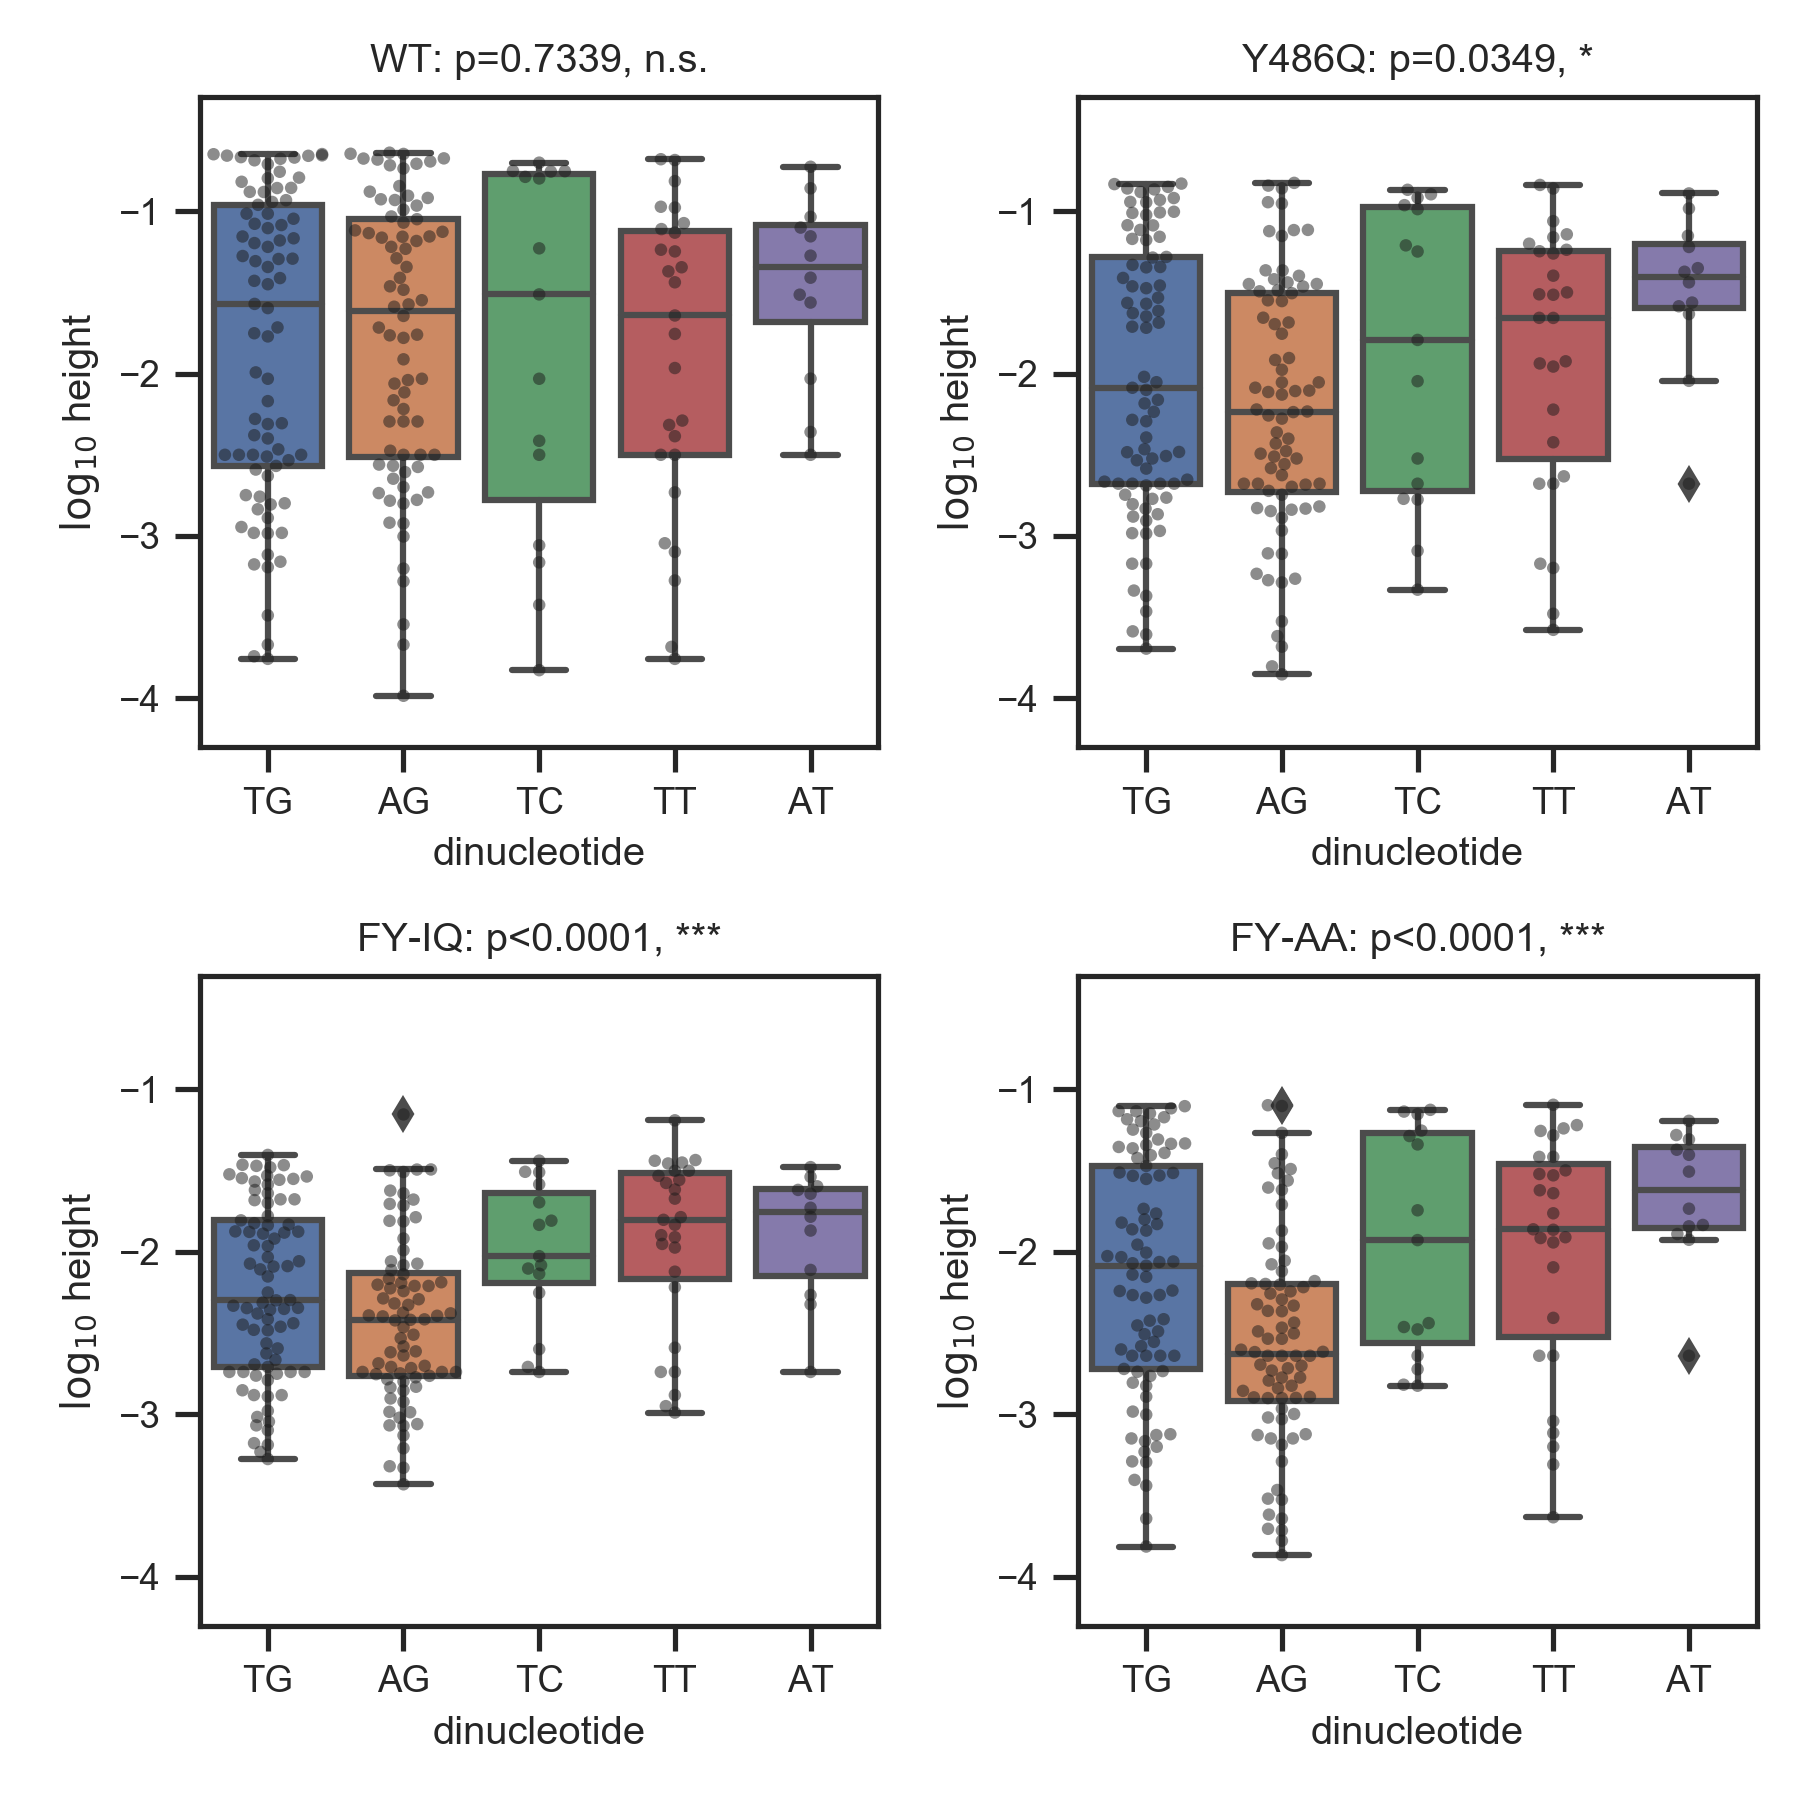 WT: p=0.7339, n.s.
log10 height
−1
−2
−3
−4
TG AG TC TT AT
dinucleotide
Y486Q: p=0.0349, *
log10 height
−1
−2
−3
−4
TG AG TC TT AT
dinucleotide
FY-IQ: p<0.0001, ***
log10 height
−1
−2
−3
−4
TG AG TC TT AT
dinucleotide
FY-AA: p<0.0001, ***
log10 height
−1
−2
−3
−4
TG AG TC TT AT
dinucleotide